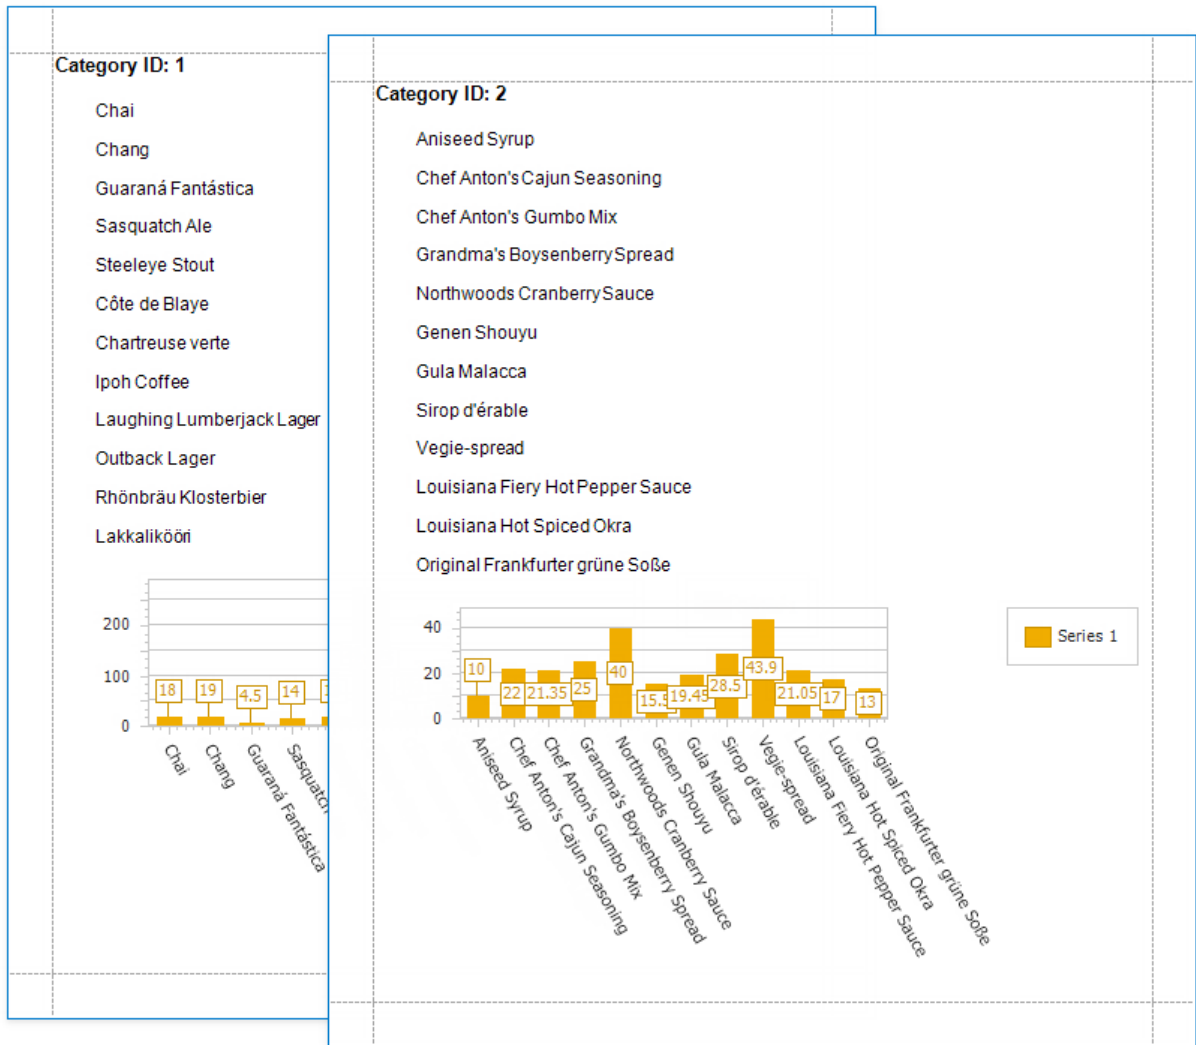 Category ID: 1
Chai
Chang
Guaraná Fantástica
Sasquatch Ale
Steeleye Stout
Côte de Blaye
Chartreuse verte
Ipoh Coffee
Laughing Lumberjack Lager
Outback Lager
Rhönbräu Klosterbier
Lakkalikööri
200
100
0
18
19
4.5
14
Chai
Chang
Guaraná Fantástica
Category ID: 2
Aniseed Syrup
Chef Anton's Cajun Seasoning
Chef Anton's Gumbo Mix
Grandma's Boysenberry Spread
Northwoods Cranberry Sauce
Genen Shouyu
Gula Malacca
Sirop d'érable
Vegie-spread
Louisiana Fiery Hot Pepper Sauce
Louisiana Hot Spiced Okra
Original Frankfurter grüne Soße
40
20
0
10
22
21.35
25
40
15.5
19.45
28.5
43.9
21.05
17
13
Aniseed Syrup
Chef Anton's Cajun Seasoning
Chef Anton's Gumbo Mix
Grandma's Boysenberry Spread
Northwoods Cranberry Sauce
Genen Shouyu
Gula Malacca
Sirop d'érable
Vegie-spread
Louisiana Fiery Hot Pepper Sauce
Louisiana Hot Spiced Okra
Original Frankfurter grüne Soße
Series 1